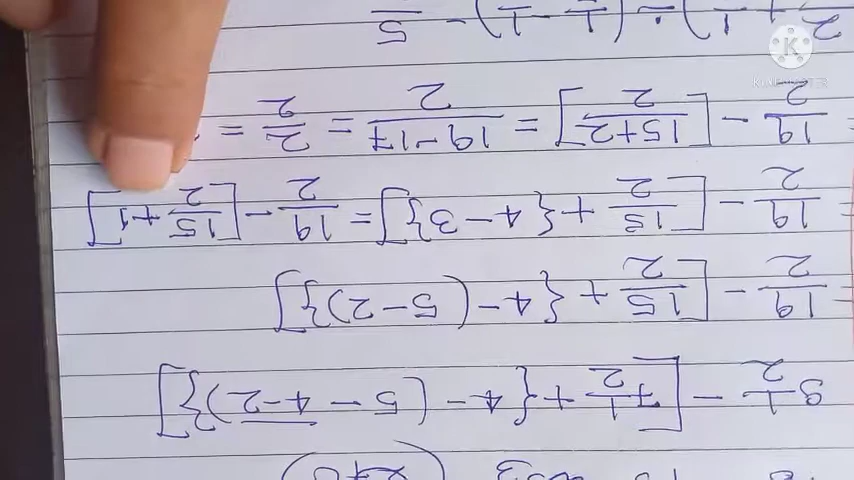 9 1/2 - [7 1/2 + {4 - (5 - 4-2)}]
= 19/2 - [15/2 + {4 - (5-2)}]
= 19/2 - [15/2 + {4 - 3}] = 19/2 - [15/2 + 1]
= 19/2 - [15+2/2] = 19-17/2 = 2/2 =
KINEMASTER